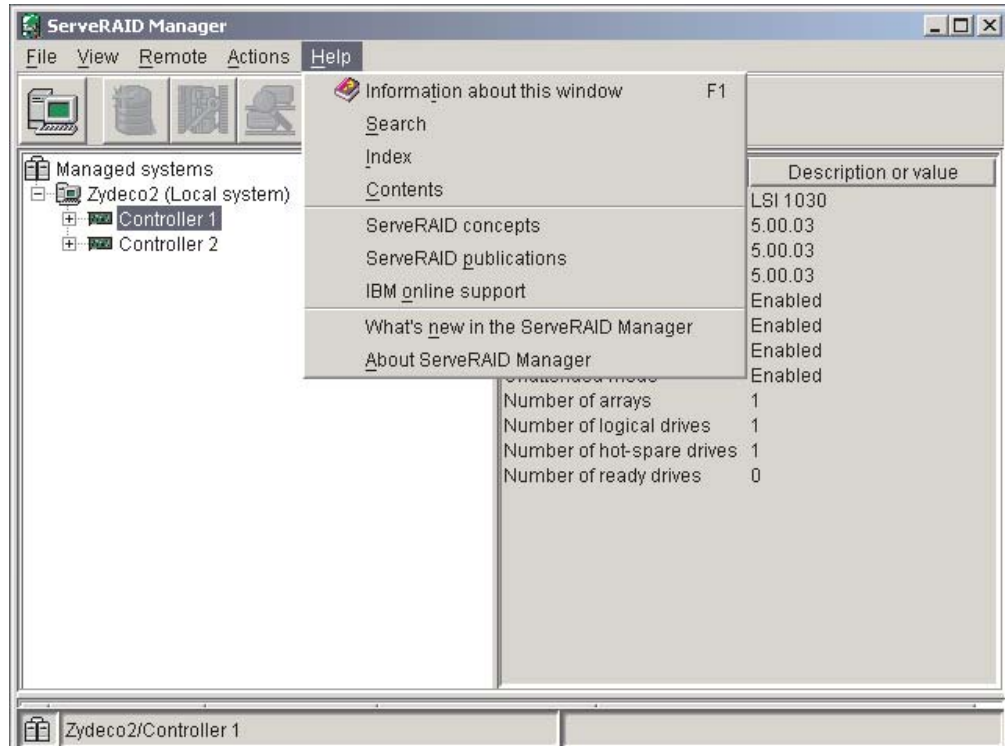 ServeRAID Manager
File View Remote Actions Help
Information about this window F1
Search
Index
Contents
ServeRAID concepts
ServeRAID publications
IBM online support
What's new in the ServeRAID Manager
About ServeRAID Manager
Managed systems
Zydeco2 (Local system)
Controller 1
Controller 2
Description or value
LSI 1030
5.00.03
5.00.03
5.00.03
Enabled
Enabled
Enabled
Enabled
Number of arrays 1
Number of logical drives 1
Number of hot-spare drives 1
Number of ready drives 0
Zydeco2/Controller 1